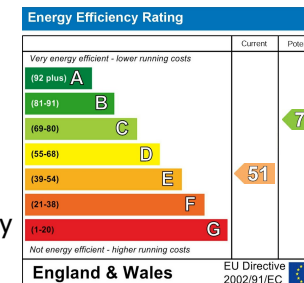 Energy Efficiency Rating
Current
Very energy efficient - lower running costs
(92 plus) A
(81-91) B
(69-80) C
(55-68) D
(39-54) E
51
(21-38) F
(1-20) G
Not energy efficient - higher running costs
England & Wales
EU Directive
2002/91/EC